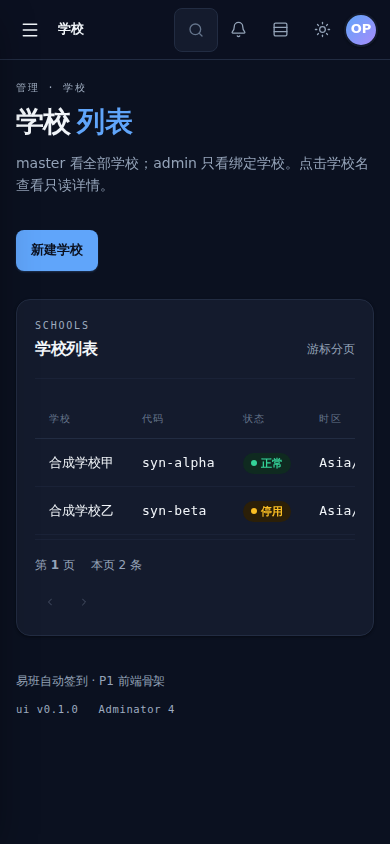 学校
OP
管理 · 学校
学校 列表
master 看全部学校；admin 只看绑定学校。点击学校名
查看只读详情。
新建学校
SCHOOLS
学校列表
游标分页
学校 代码 状态 时区
合成学校甲 syn-alpha 正常 Asia/
合成学校乙 syn-beta 停用 Asia/
第 1 页 本页 2 条
易班自动签到 · P1 前端骨架
ui v0.1.0 Adminator 4